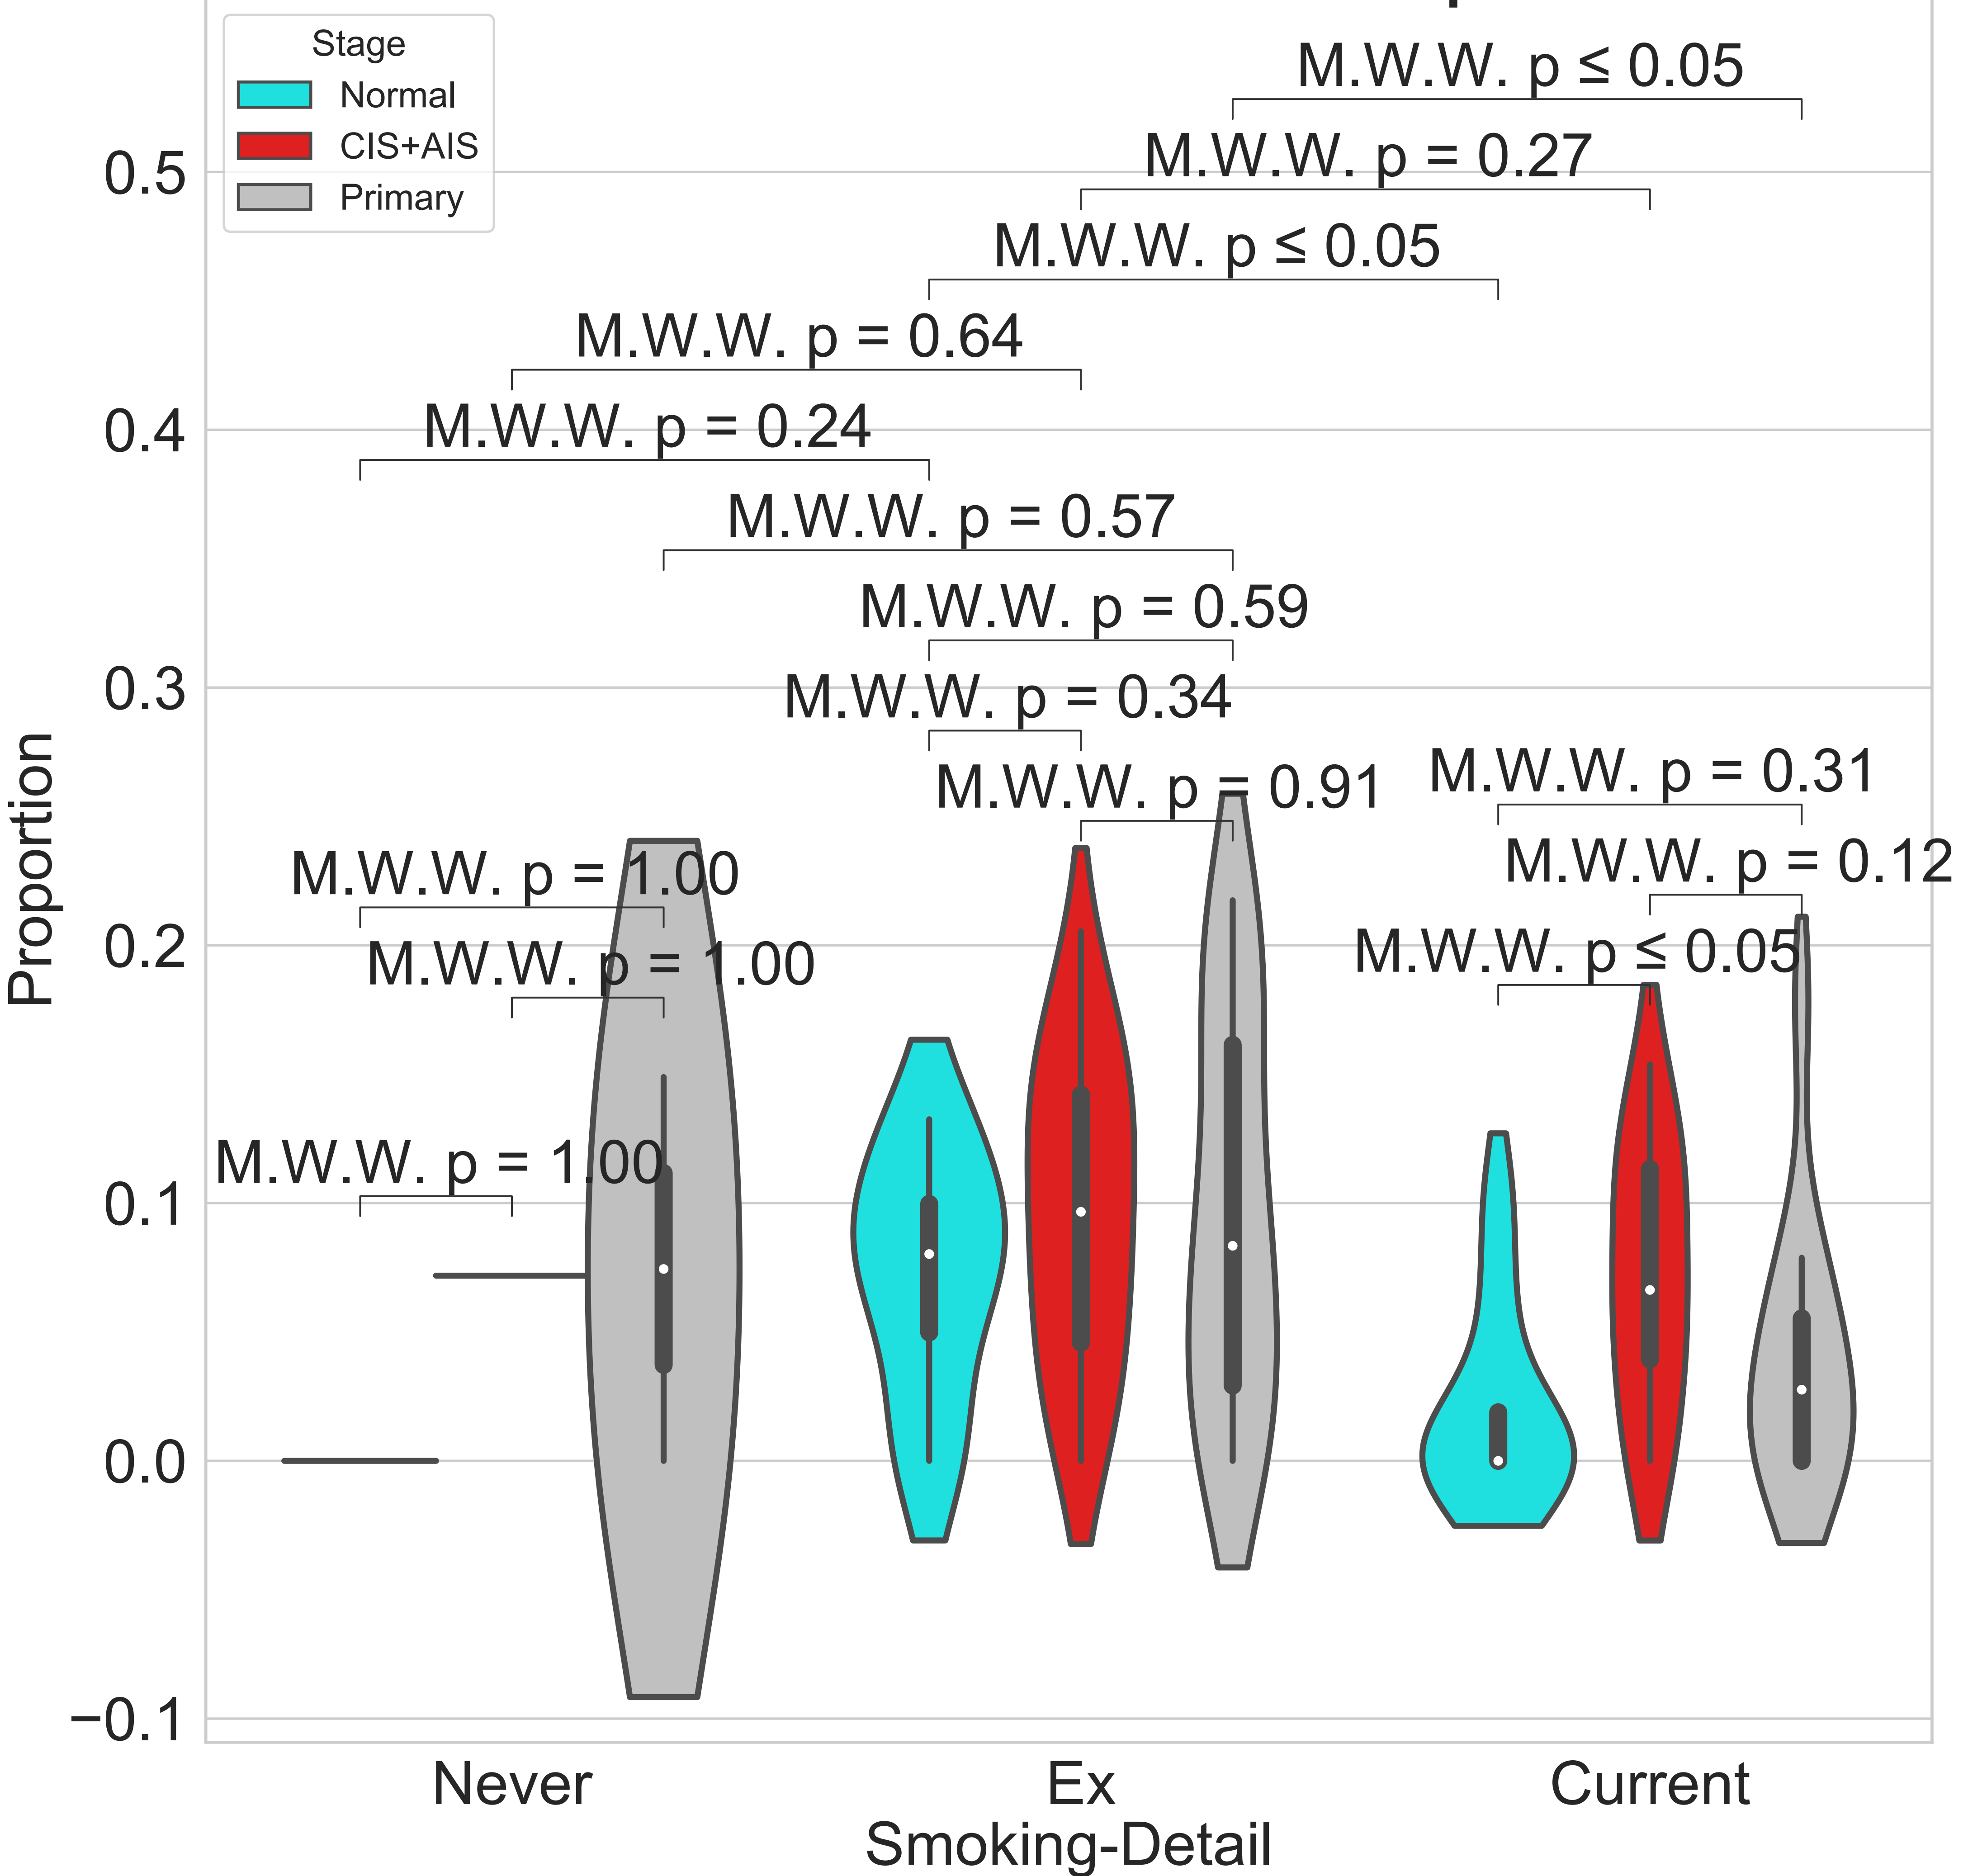 Stage
Normal
CIS+AIS
Primary
M.W.W. p ≤ 0.05
M.W.W. p = 0.27
M.W.W. p ≤ 0.05
M.W.W. p = 0.64
M.W.W. p = 0.24
M.W.W. p = 0.57
M.W.W. p = 0.59
M.W.W. p = 0.34
M.W.W. p = 0.91
M.W.W. p = 0.31
M.W.W. p = 0.12
M.W.W. p = 1.00
M.W.W. p ≤ 0.05
M.W.W. p = 1.00
M.W.W. p = 1.00
0.5
0.4
0.3
0.2
0.1
0.0
−0.1
Proportion
Never
Ex
Current
Smoking-Detail